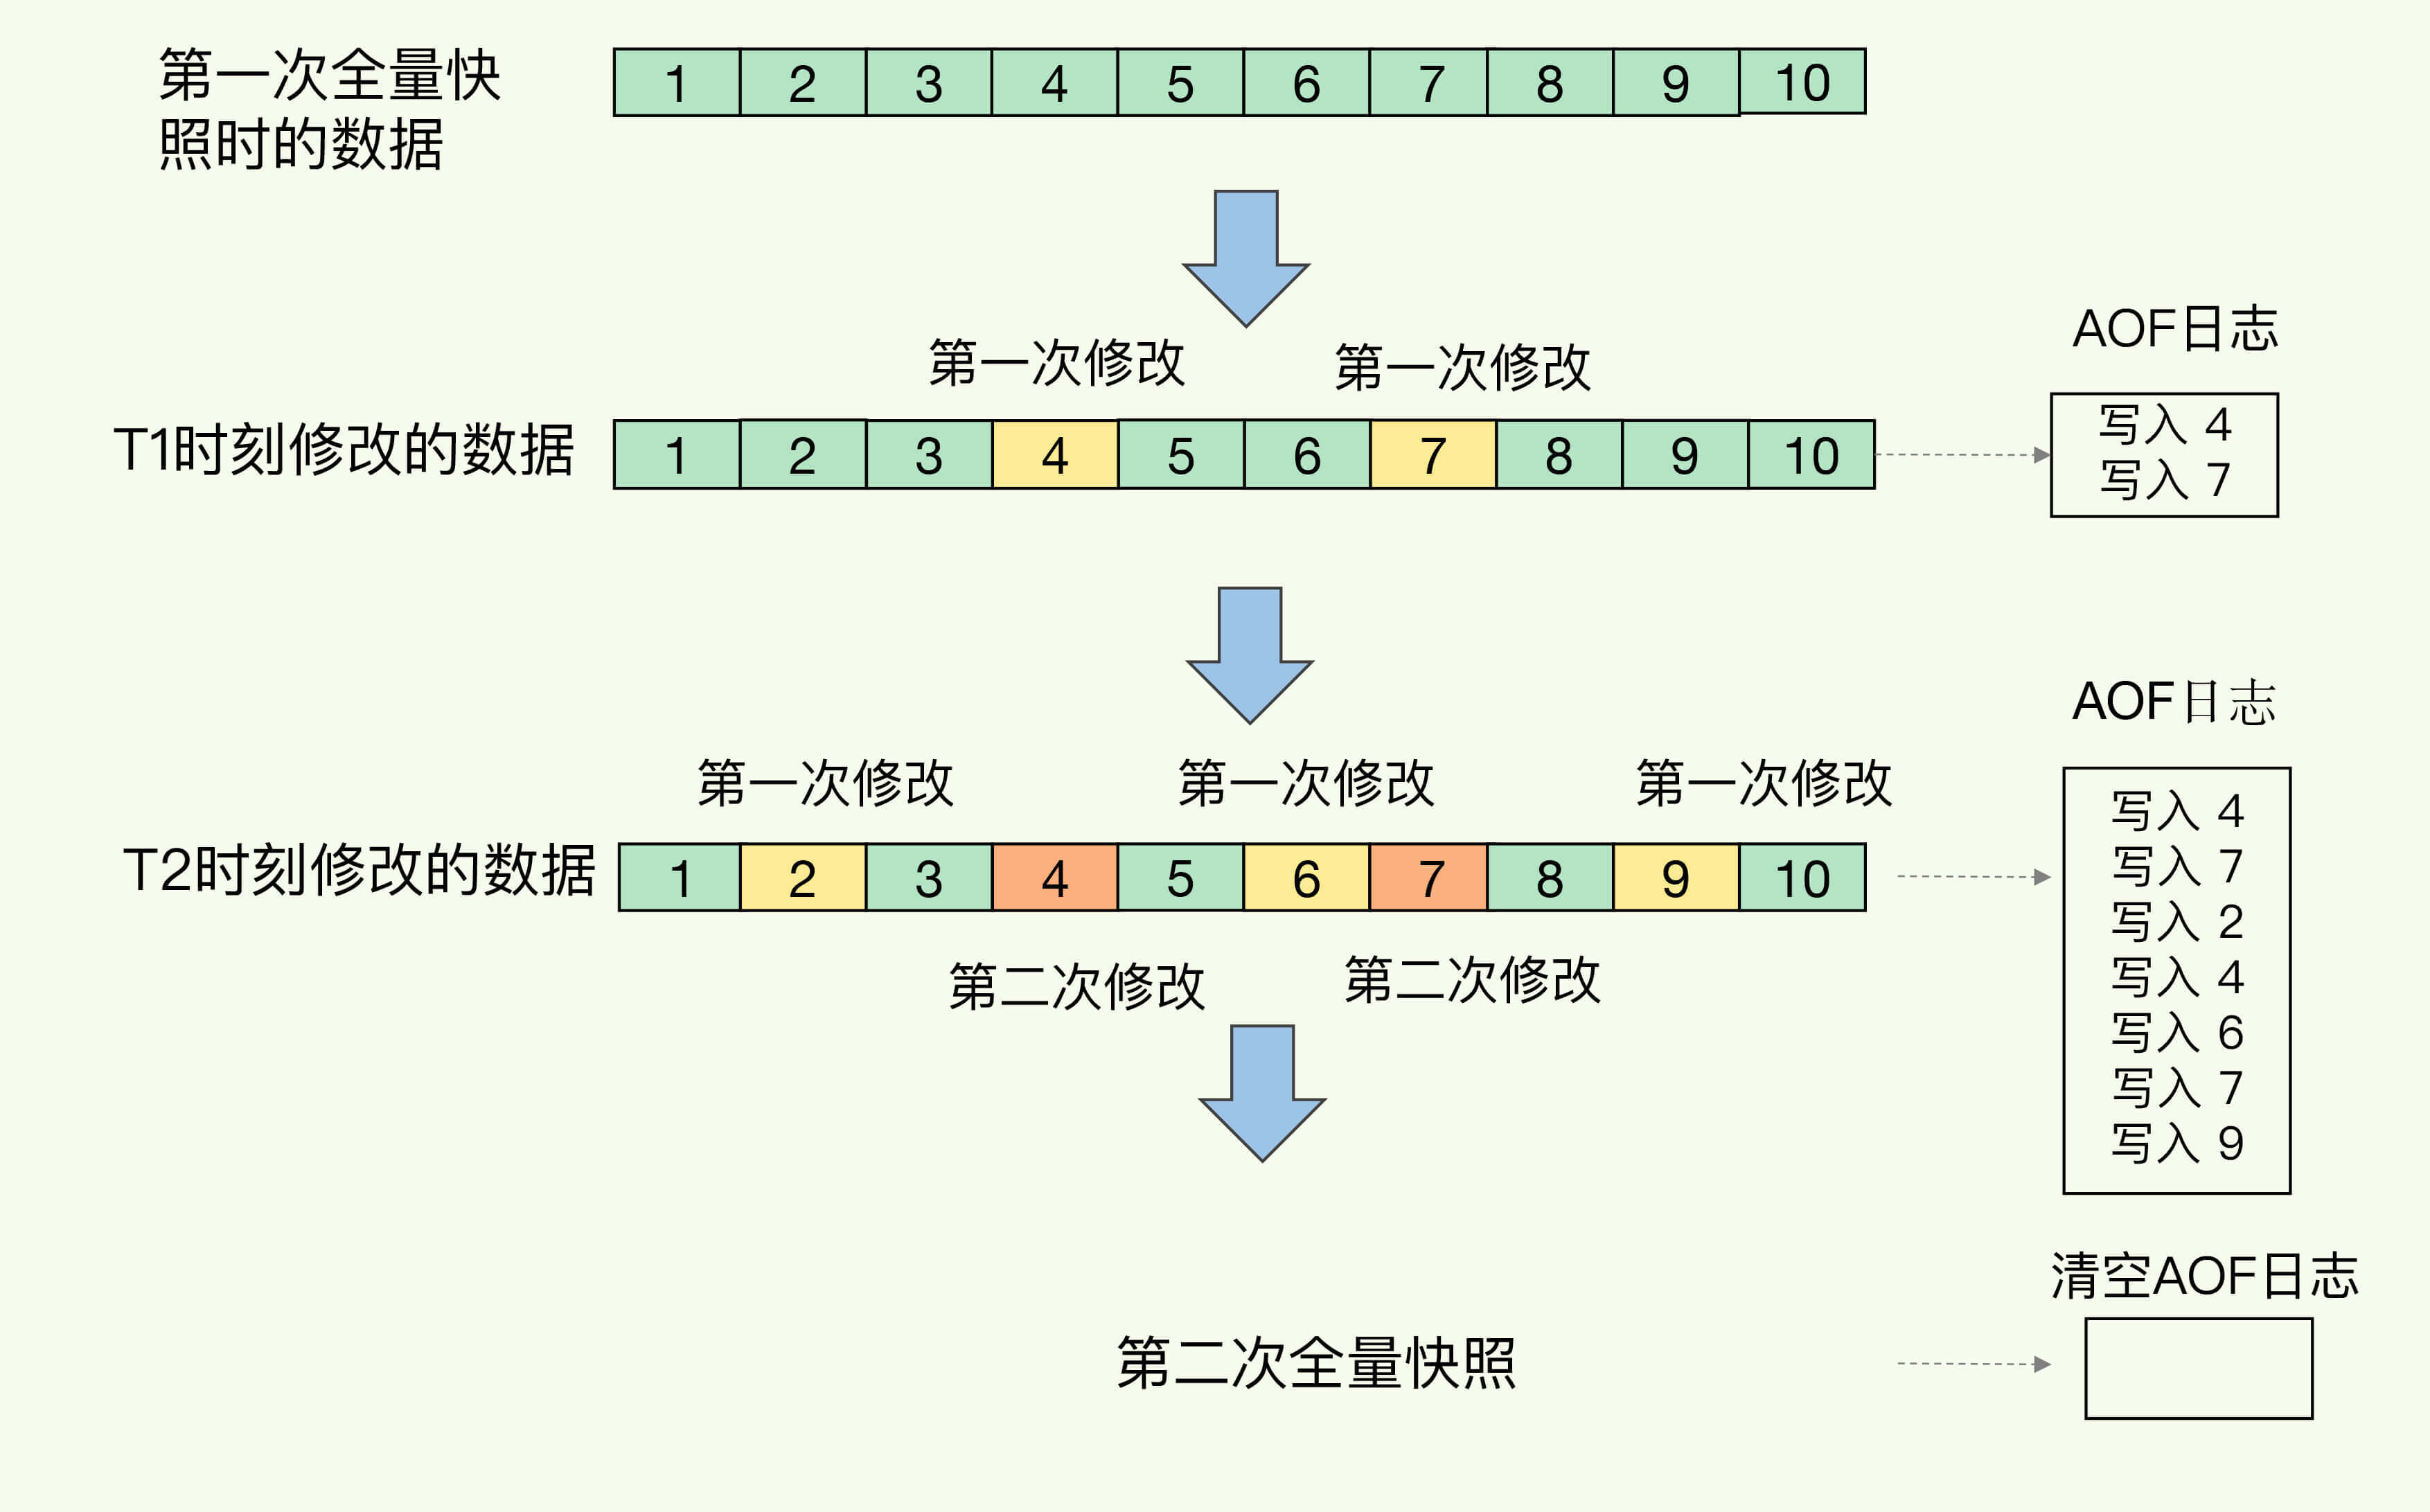 第一次全量快
照时的数据
1 2 3 4 5 6 7 8 9 10
第一次修改 第一次修改
AOF日志
T1时刻修改的数据
1 2 3 4 5 6 7 8 9 10
写入 4
写入 7
AOF日志
第一次修改 第一次修改 第一次修改
T2时刻修改的数据
1 2 3 4 5 6 7 8 9 10
第二次修改 第二次修改
写入 4
写入 7
写入 2
写入 4
写入 6
写入 7
写入 9
清空AOF日志
第二次全量快照